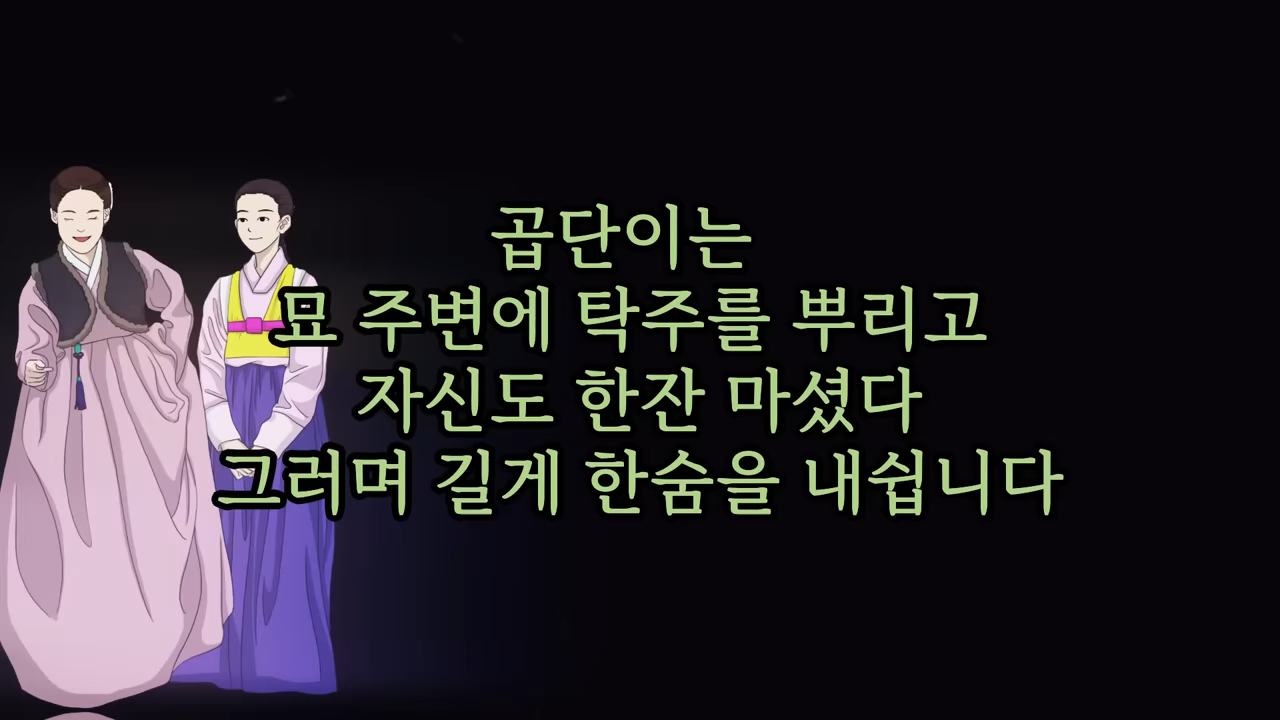 곱단이는
묘 주변에 탁주를 뿌리고
자신도 한잔 마셨다
그러며 길게 한숨을 내쉽니다